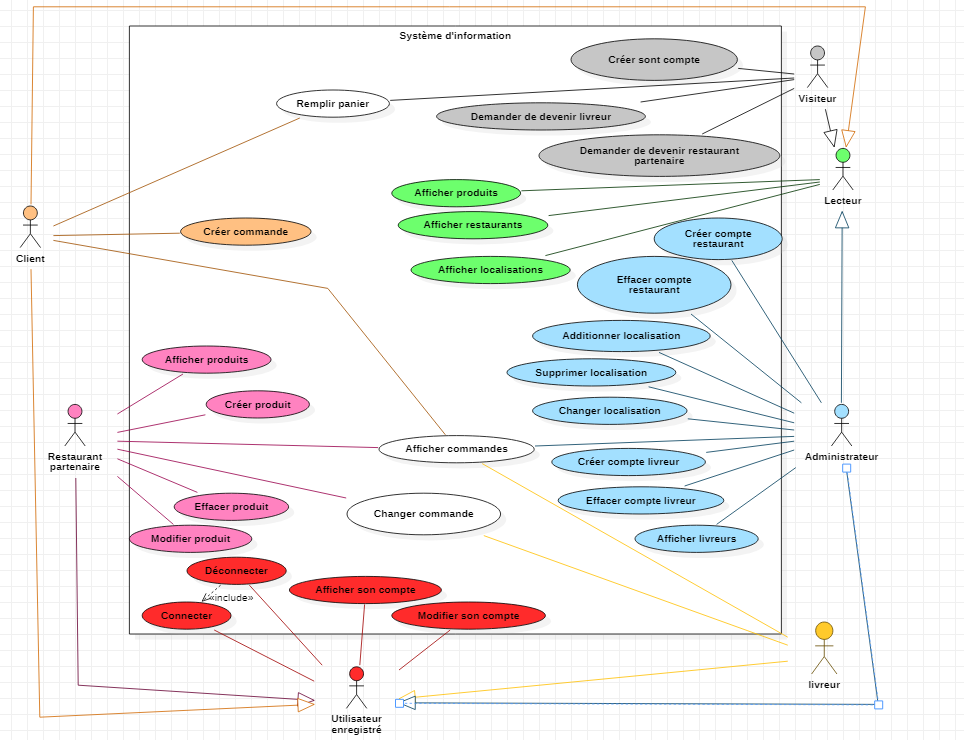 Système d'information
Créer sont compte
Visiteur
Remplir panier
Demander de devenir livreur
Demander de devenir restaurant
partenaire
Lecteur
Afficher produits
Afficher restaurants
Créer compte
restaurant
Créer commande
Client
Afficher localisations
Effacer compte
restaurant
Additionner localisation
Afficher produits
Supprimer localisation
Créer produit
Changer localisation
Restaurant
partenaire
Afficher commandes
Administrateur
Créer compte livreur
Effacer produit
Changer commande
Effacer compte livreur
Modifier produit
Afficher livreurs
Déconnecter
«include»
Afficher son compte
Connecter
Modifier son compte
livreur
Utilisateur
enregistré